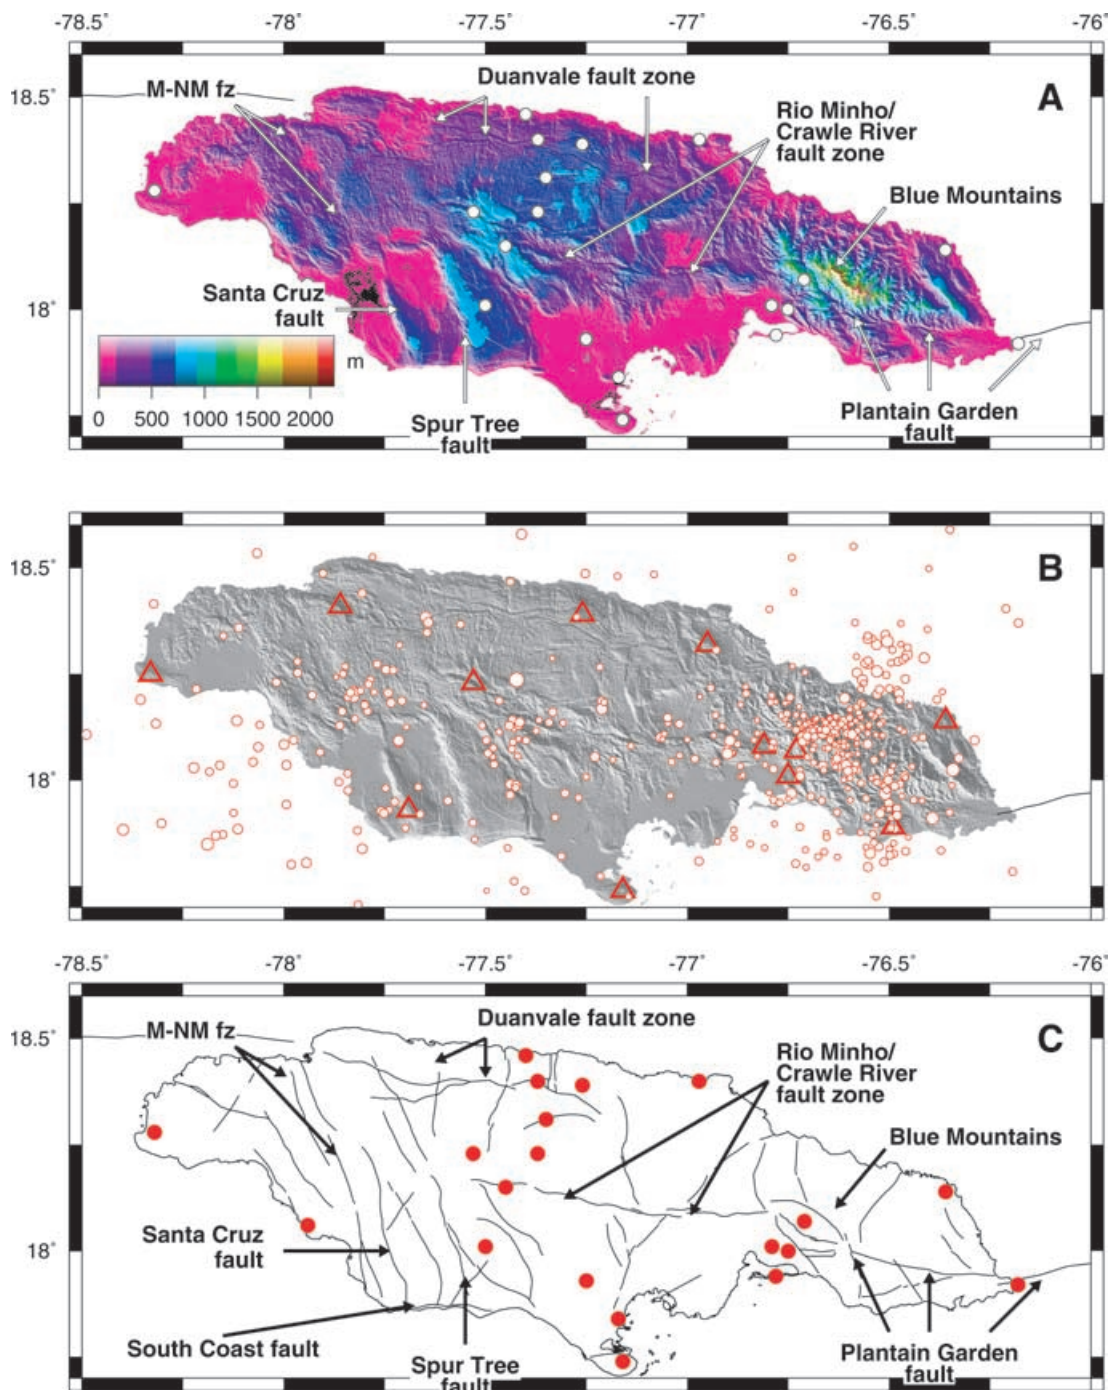 -78.5° -78° -77.5° -77° -76.5° -76°
A
18.5°
18°
M-NM fz
Duanvale fault zone
Rio Minho/
Crawle River
fault zone
Blue Mountains
Santa Cruz
fault
m
0 500 1000 1500 2000
Spur Tree
fault
Plantain Garden
fault
B
18.5°
18°
-78.5° -78° -77.5° -77° -76.5° -76°
C
18.5°
18°
M-NM fz
Duanvale fault zone
Rio Minho/
Crawle River
fault zone
Blue Mountains
Santa Cruz
fault
South Coast fault
Spur Tree
fault
Plantain Garden
fault